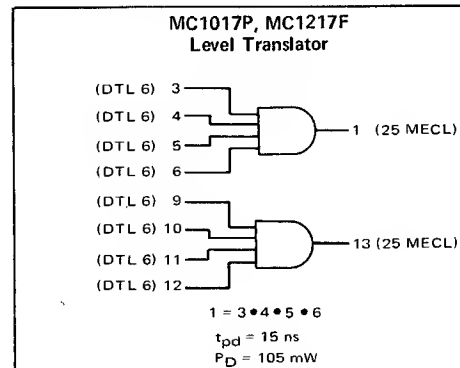 MC1017P, MC1217F
Level Translator
(DTL 6) 3
(DTL 6) 4
(DTL 6) 5
(DTL 6) 6
1 (25 MECL)
(DTL 6) 9
(DTL 6) 10
(DTL 6) 11
(DTL 6) 12
13 (25 MECL)
1 = 3 • 4 • 5 • 6
tpd = 15 ns
PD = 105 mW